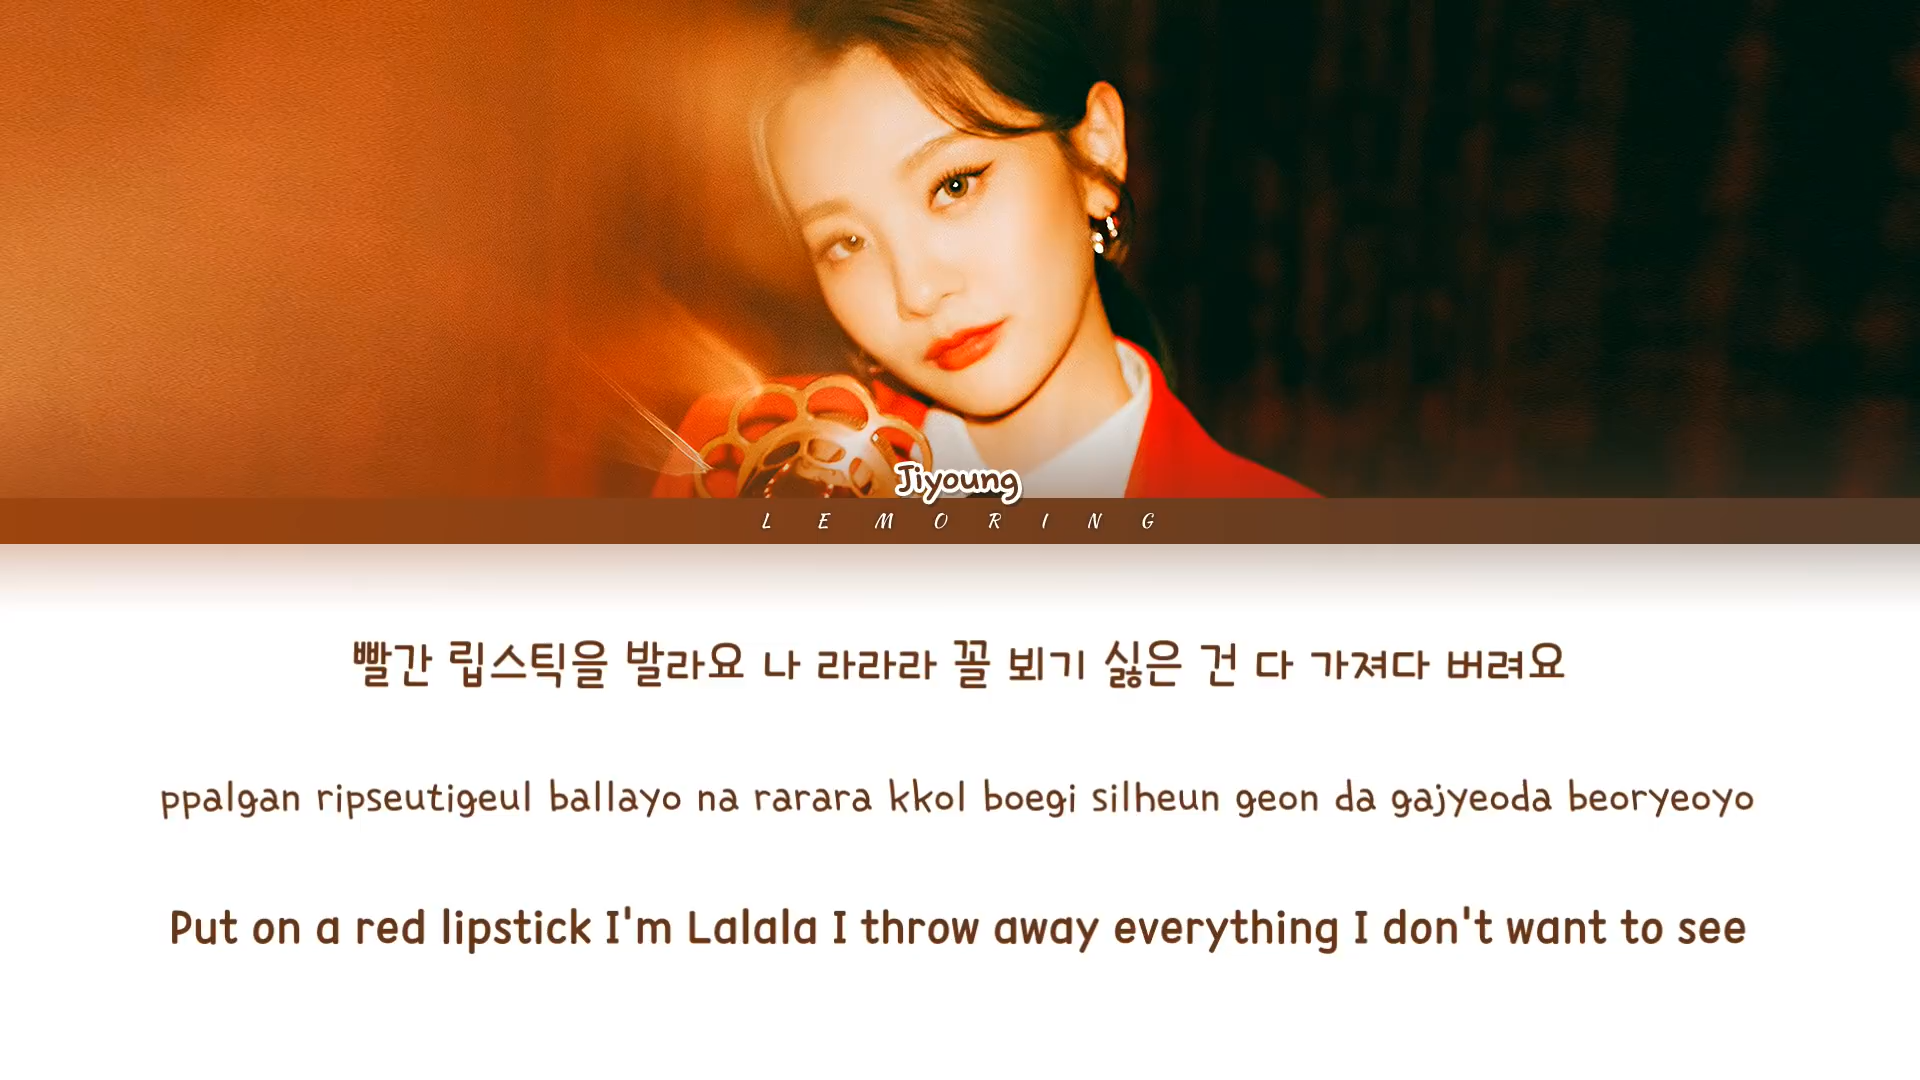 Jiyoung
LEMORING
빨간 립스틱을 발라요 나 라라라 꼴 뵈기 싫은 건 다 가져다 버려요
ppalgan ripseutigeul ballayo na rarara kkol boegi silheun geon da gajyeoda beoryeoyo
Put on a red lipstick I'm Lalala I throw away everything I don't want to see